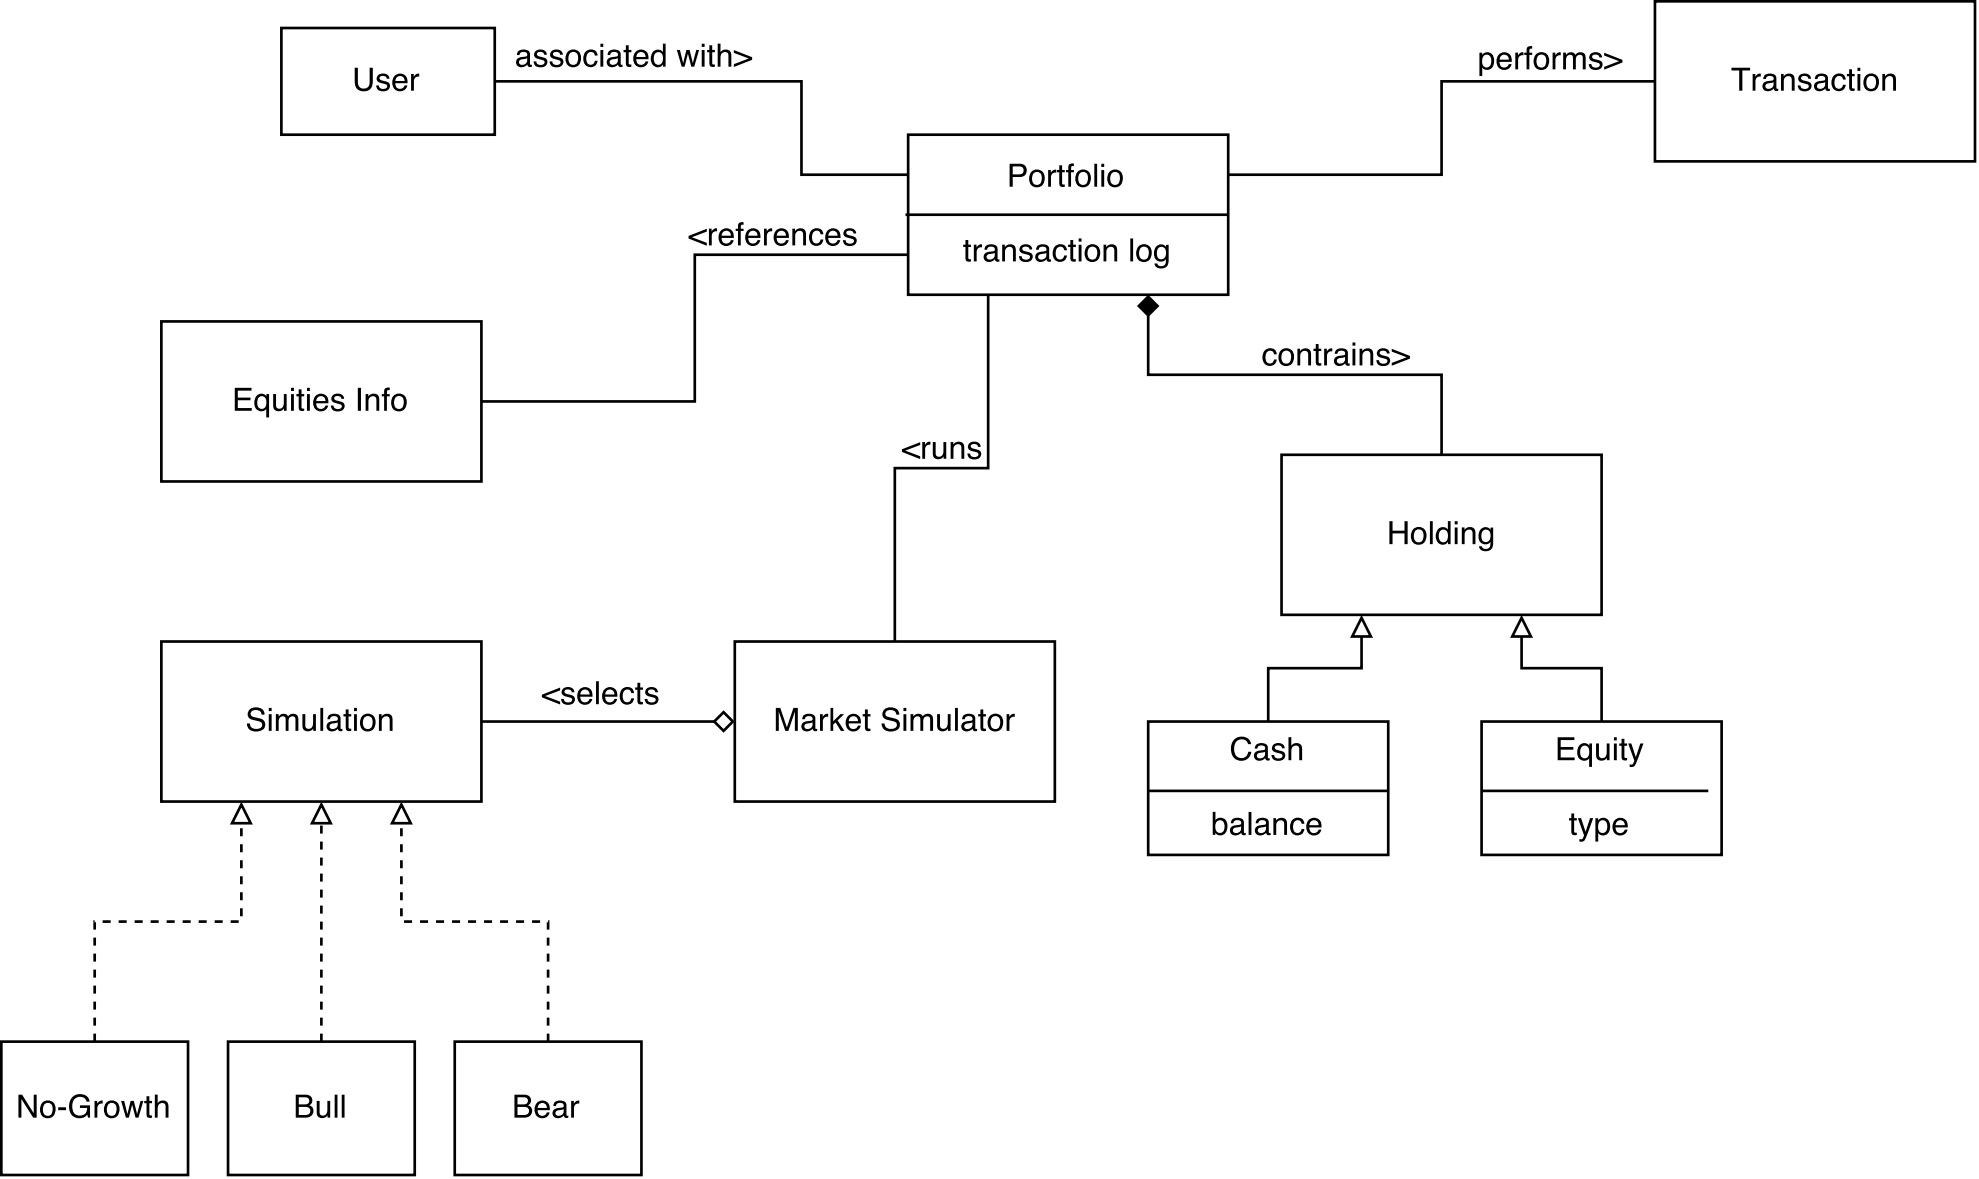 User
associated with>
performs>
Transaction
Portfolio
transaction log
<references
Equities Info
contrains>
<runs
Holding
Simulation
<selects
Market Simulator
Cash
balance
Equity
type
No-Growth
Bull
Bear